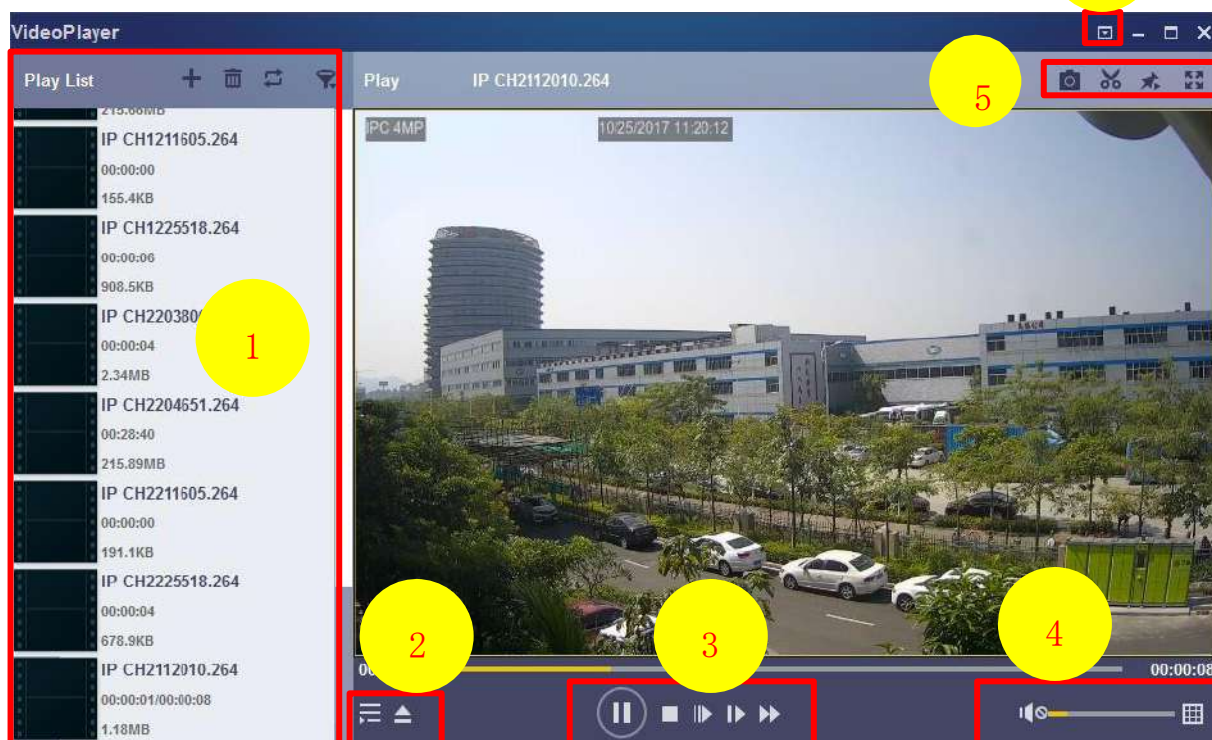 VideoPlayer
Play List
Play IP CH2112010.264
215.68MB
IP CH1211605.264
00:00:00
155.4KB
IP CH1225518.264
00:00:06
908.5KB
IP CH220380
00:00:04
2.34MB
IP CH2204651.264
00:28:40
215.89MB
IP CH2211605.264
00:00:00
191.1KB
IP CH2225518.264
00:00:04
678.9KB
IP CH2112010.264
00:00:01/00:00:08
1.18MB
IPC 4MP
10/25/2017 11:20:12
00:00:08
1
2
3
4
5